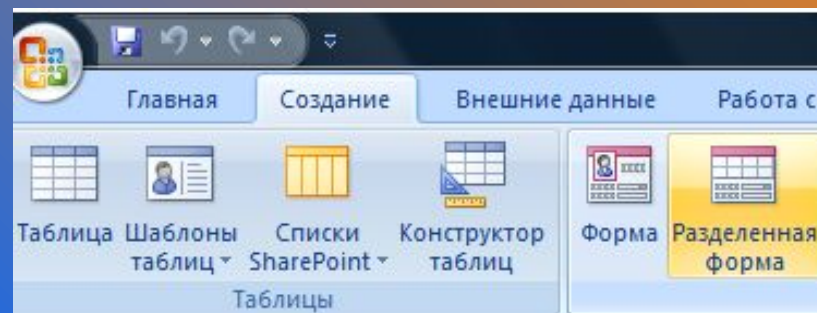 Главная Создание Внешние данные Работа с
Таблица Шаблоны таблиц Списки SharePoint Конструктор таблиц Форма Разделенная форма
Таблицы